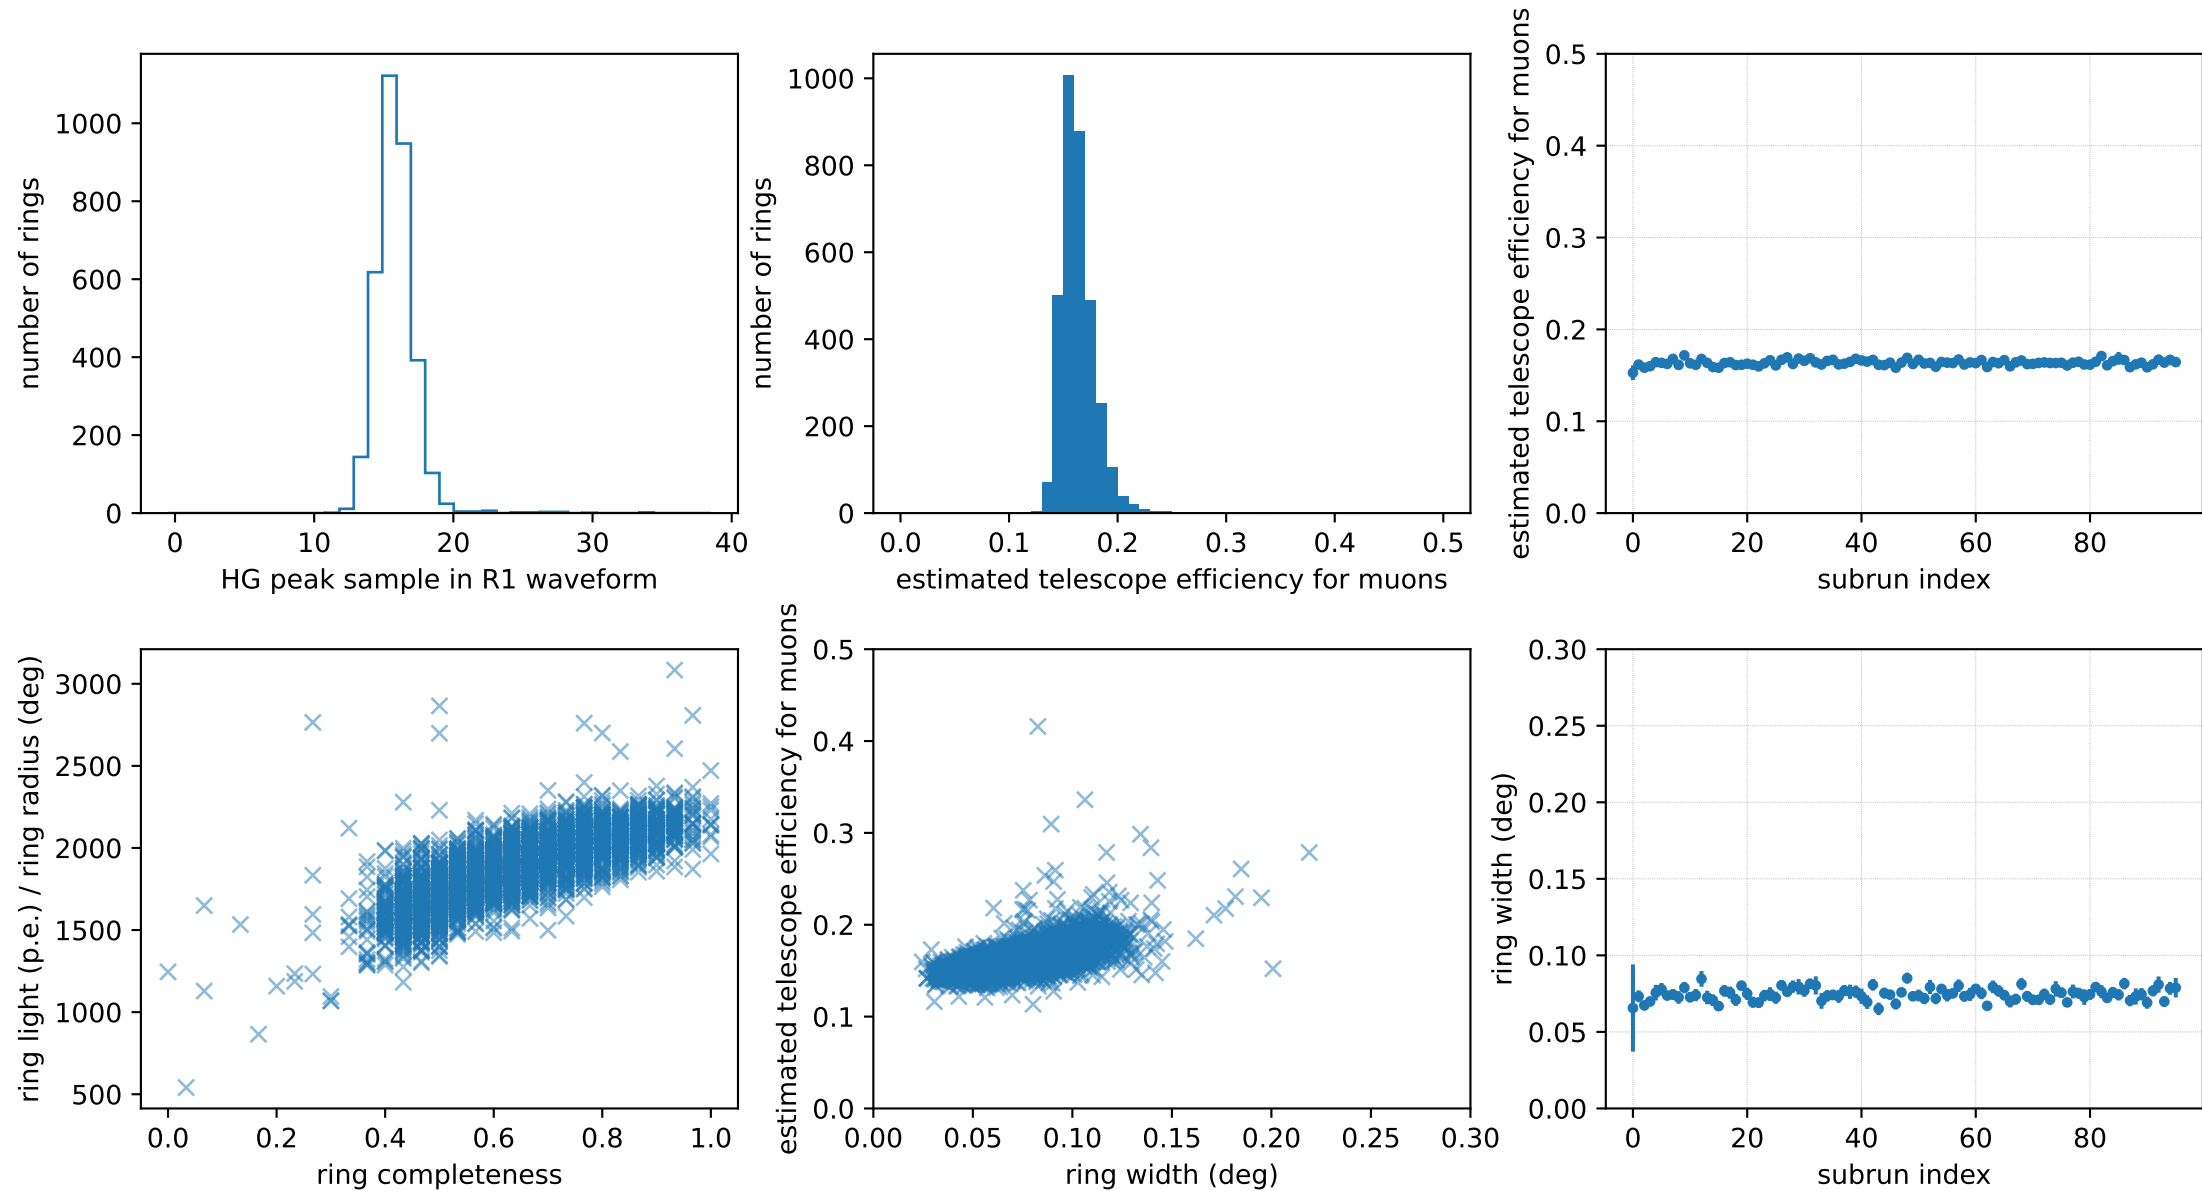 number of rings
1000
800
600
400
200
0
0 10 20 30 40
HG peak sample in R1 waveform
number of rings
1000
800
600
400
200
0
0.0 0.1 0.2 0.3 0.4 0.5
estimated telescope efficiency for muons
estimated telescope efficiency for muons
0.5
0.4
0.3
0.2
0.1
0.0
0 20 40 60 80
subrun index
ring light (p.e.) / ring radius (deg)
3000
2500
2000
1500
1000
500
0.0 0.2 0.4 0.6 0.8 1.0
ring completeness
estimated telescope efficiency for muons
0.5
0.4
0.3
0.2
0.1
0.0
0.00 0.05 0.10 0.15 0.20 0.25 0.30
ring width (deg)
ring width (deg)
0.30
0.25
0.20
0.15
0.10
0.05
0.00
0 20 40 60 80
subrun index